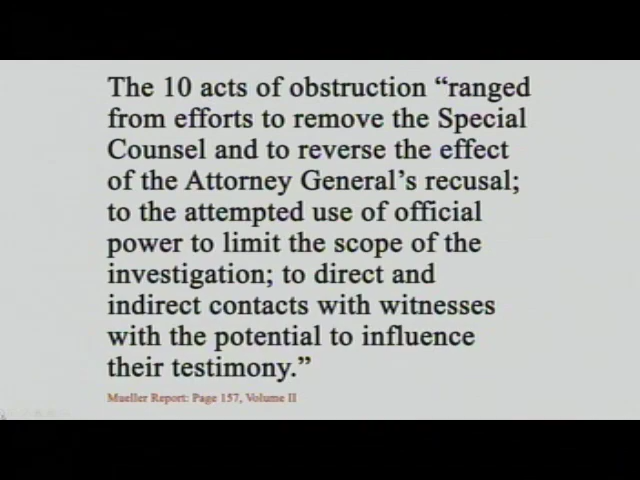 The 10 acts of obstruction “ranged
from efforts to remove the Special
Counsel and to reverse the effect
of the Attorney General’s recusal;
to the attempted use of official
power to limit the scope of the
investigation; to direct and
indirect contacts with witnesses
with the potential to influence
their testimony.”
Mueller Report: Page 157, Volume II